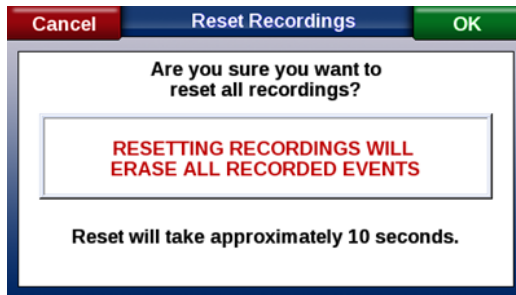 Cancel
Reset Recordings
OK
Are you sure you want to
reset all recordings?
RESETTING RECORDINGS WILL
ERASE ALL RECORDED EVENTS
Reset will take approximately 10 seconds.